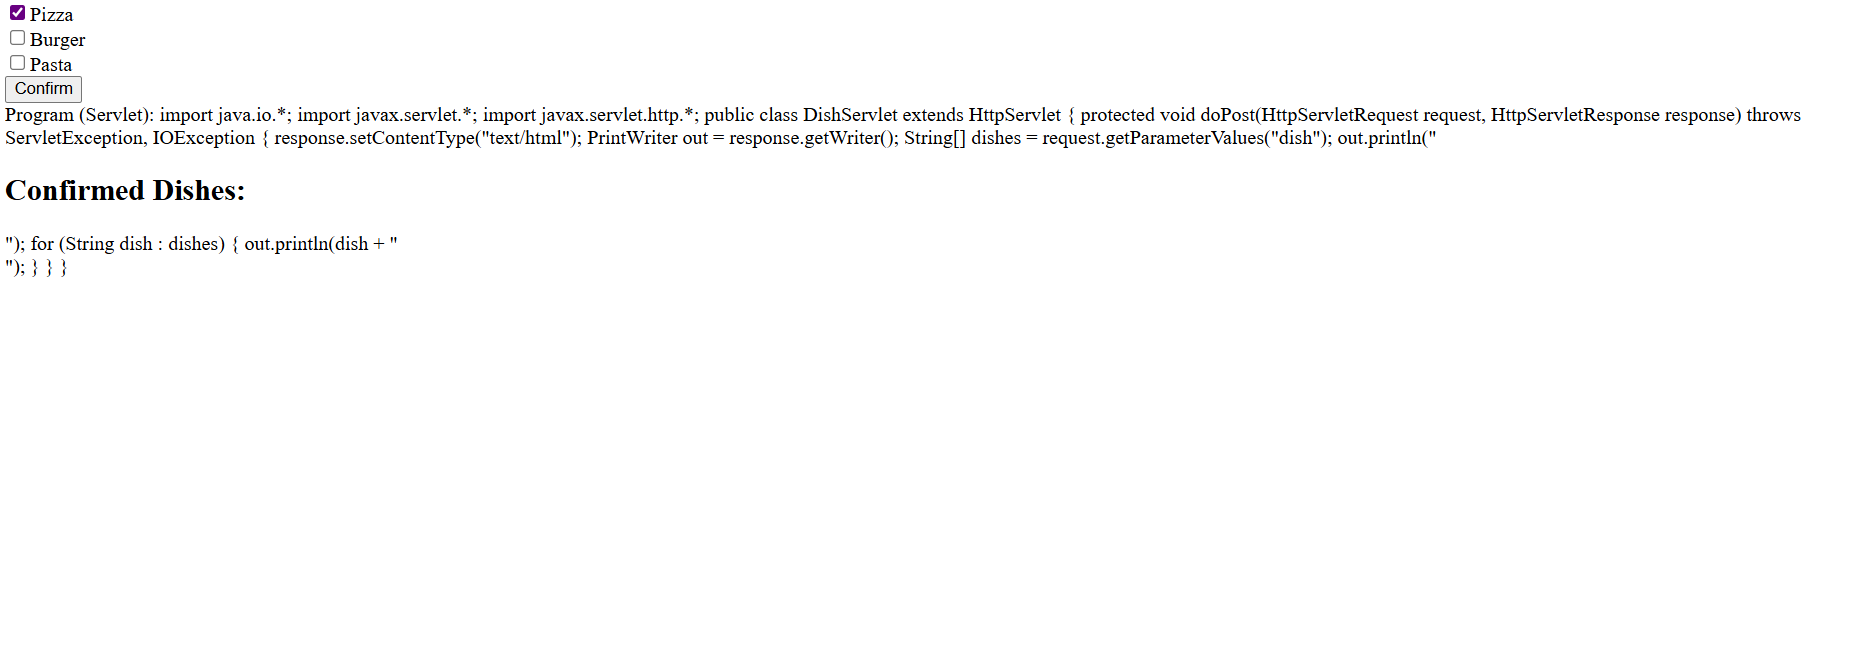 Pizza
Burger
Pasta
Confirm
Program (Servlet): import java.io.*; import javax.servlet.*; import javax.servlet.http.*; public class DishServlet extends HttpServlet { protected void doPost(HttpServletRequest request, HttpServletResponse response) throws
ServletException, IOException { response.setContentType("text/html"); PrintWriter out = response.getWriter(); String[] dishes = request.getParameterValues("dish"); out.println("
Confirmed Dishes:
"); for (String dish : dishes) { out.println(dish + "
"); } } }